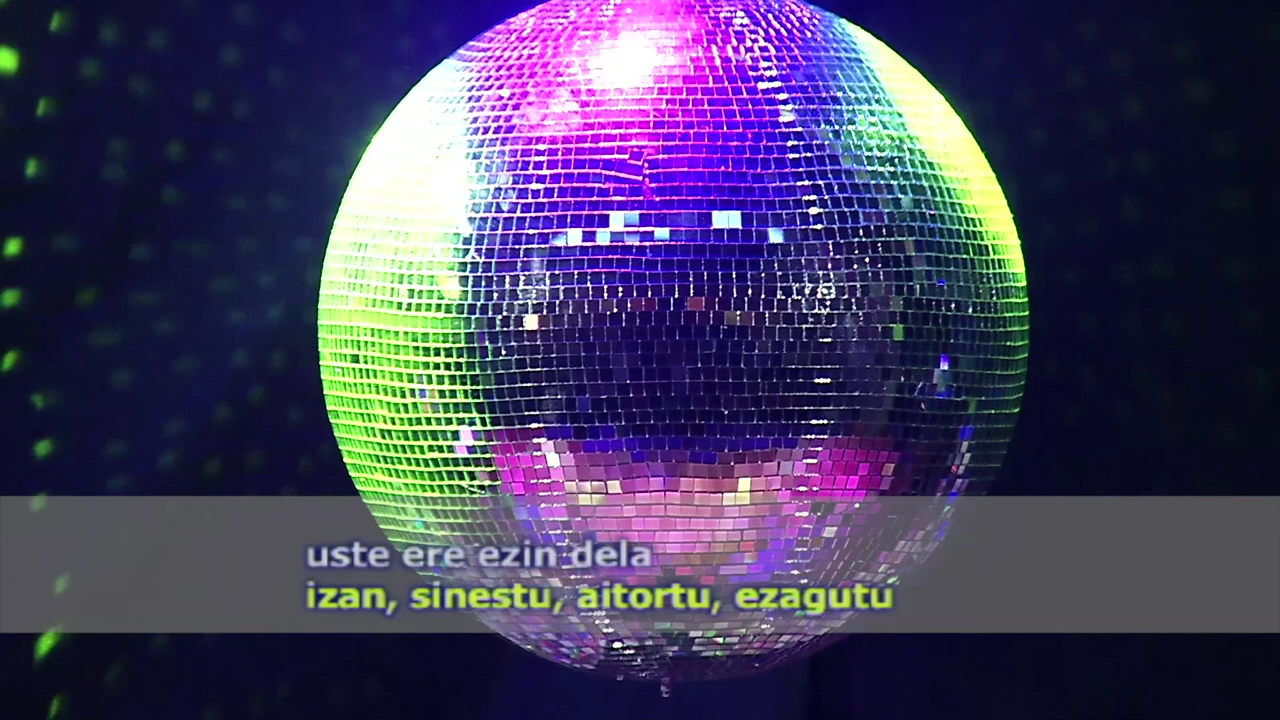 uste ere ezin dela
izan, sinestu, aitortu, ezagutu